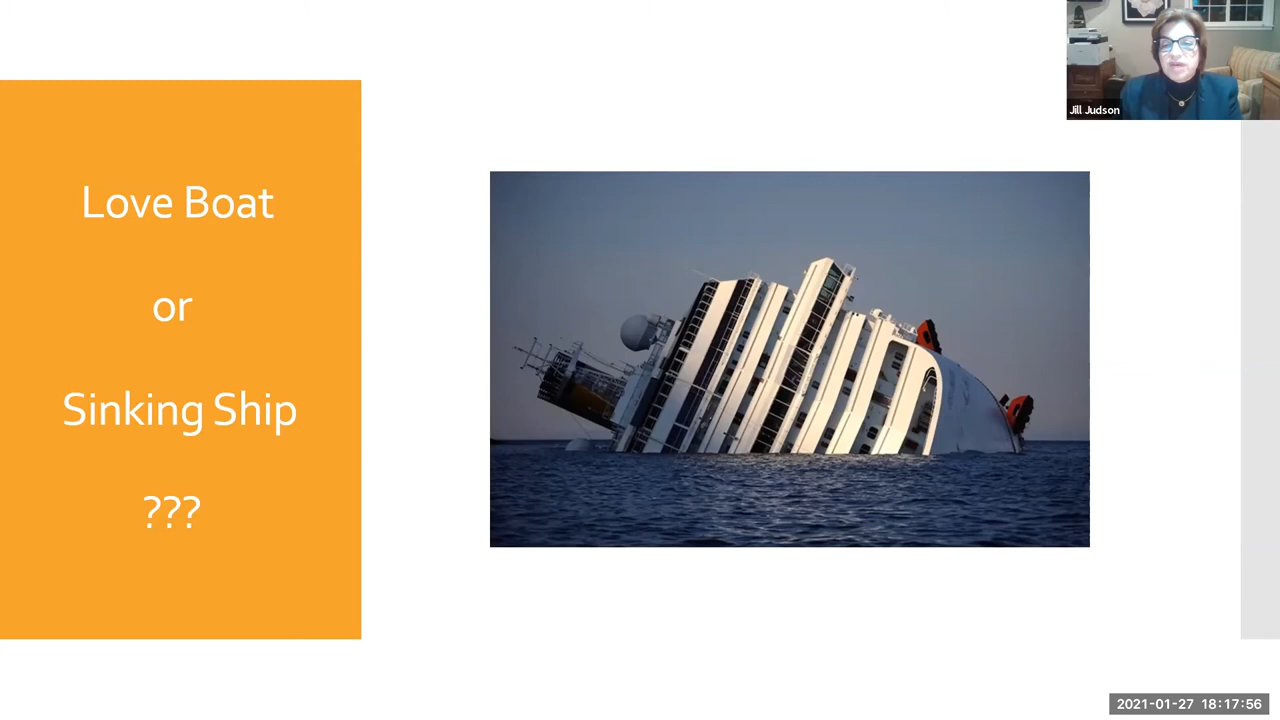 Love Boat
or
Sinking Ship
???
Jill Judson
2021-01-27 18:17:56